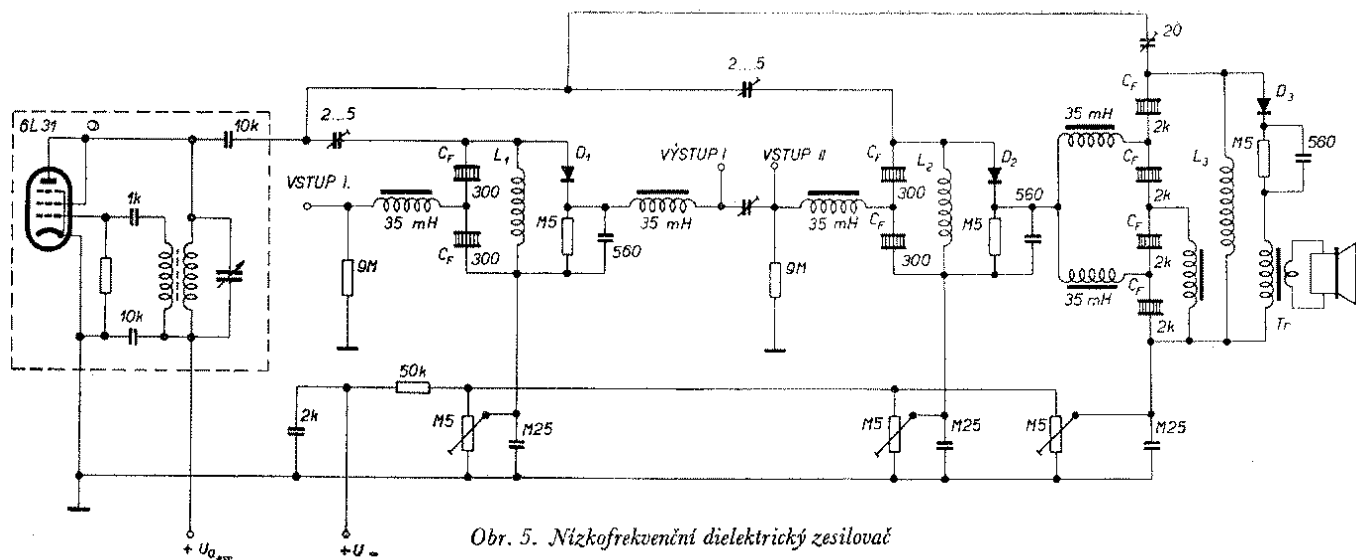 20
2...5
C_F
D_3
6L31
g
10k
2...5
35 mH
2k
M5
560
C_F
L_1
D_1
VÝSTUP I
VSTUP II
C_F
L_2
D_2
C_F
L_3
VSTUP I.
300
300
560
2k
1k
35 mH
M5
35 mH
35 mH
M5
C_F
C_F
C_F
300
560
300
2k
9M
9M
35 mH
C_F
10k
2k
Tr
50k
2k
M5
M25
M5
M25
M5
M25
Obr. 5. Nízkofrekvenční dielektrický zesilovač
+ U
+U